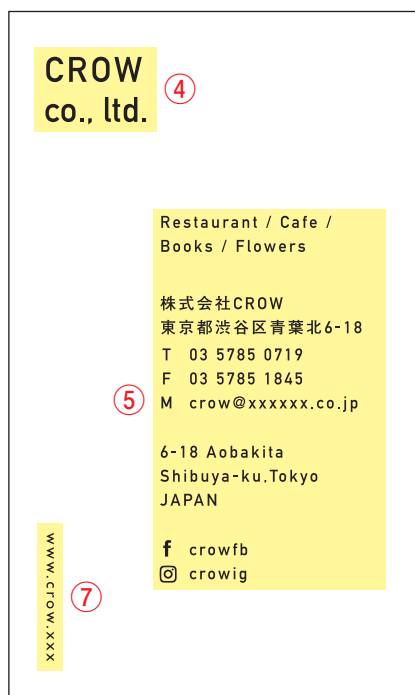 CROW
co., ltd.
④
Restaurant / Cafe /
Books / Flowers
株式会社CROW
東京都渋谷区青葉北6-18
T 03 5785 0719
F 03 5785 1845
⑤
M crow@xxxxxx.co.jp
6-18 Aobakita
Shibuya-ku,Tokyo
JAPAN
f crowfb
crowig
www.crow.xxx
⑦